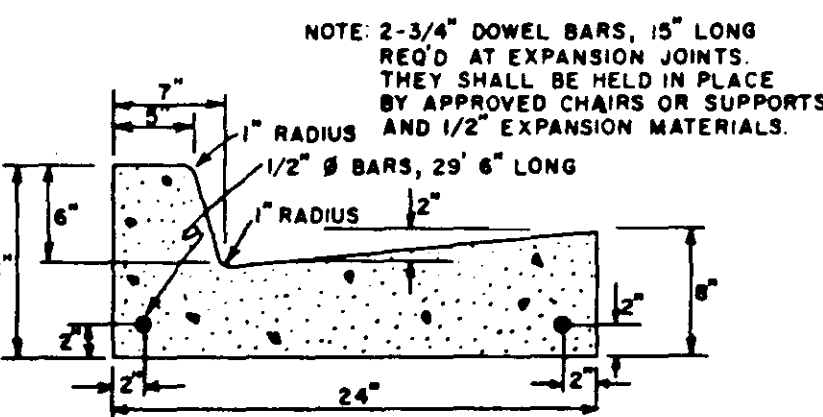 NOTE: 2-3/4" DOWEL BARS, 15" LONG
REQ'D AT EXPANSION JOINTS.
THEY SHALL BE HELD IN PLACE
BY APPROVED CHAIRS OR SUPPORTS
AND 1/2" EXPANSION MATERIALS.
7"
5"
1" RADIUS
1/2" Ø BARS, 29' 6" LONG
6"
1" RADIUS
2"
8"
2"
2"
2"
2"
24"